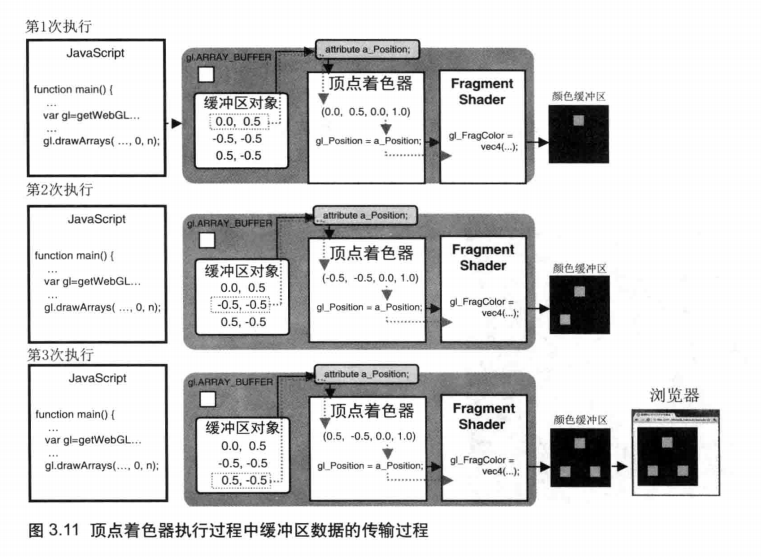 第1次执行
JavaScript
function main() {
...
var gl=getWebGL...
...
gl.drawArrays( ..., 0, n);
gl.ARRAY_BUFFER
缓冲区对象
0.0, 0.5
-0.5, -0.5
0.5, -0.5
attribute a_Position;
顶点着色器
(0.0, 0.5, 0.0, 1.0)
gl_Position = a_Position;
Fragment
Shader
gl_FragColor =
vec4(...);
颜色缓冲区
第2次执行
JavaScript
function main() {
...
var gl=getWebGL...
...
gl.drawArrays( ..., 0, n);
gl.ARRAY_BUFFER
缓冲区对象
0.0, 0.5
-0.5, -0.5
0.5, -0.5
attribute a_Position;
顶点着色器
(-0.5, -0.5, 0.0, 1.0)
gl_Position = a_Position;
Fragment
Shader
gl_FragColor =
vec4(...);
颜色缓冲区
第3次执行
JavaScript
function main() {
...
var gl=getWebGL...
...
gl.drawArrays(..., 0, n);
gl.ARRAY_BUFFER
缓冲区对象
0.0, 0.5
-0.5, -0.5
0.5, -0.5
attribute a_Position;
顶点着色器
(0.5, -0.5, 0.0, 1.0)
gl_Position = a_Position;
Fragment
Shader
gl_FragColor =
vec4(...);
颜色缓冲区
浏览器
图 3.11 顶点着色器执行过程中缓冲区数据的传输过程